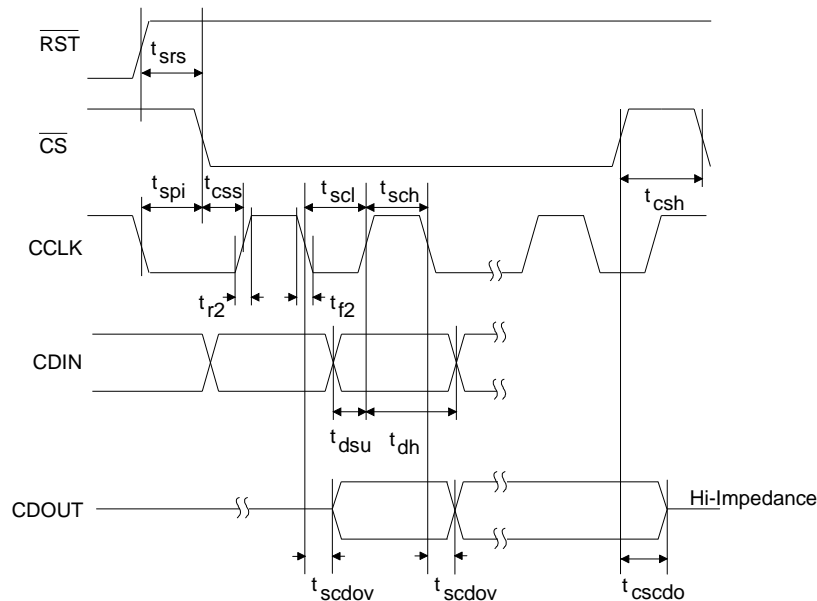 RST
t_srs
CS
t_spi t_css t_scl t_sch t_csh
CCLK
t_r2 t_f2
CDIN
t_dsu t_dh
CDOUT Hi-Impedance
t_scdov t_scdov t_cscdo